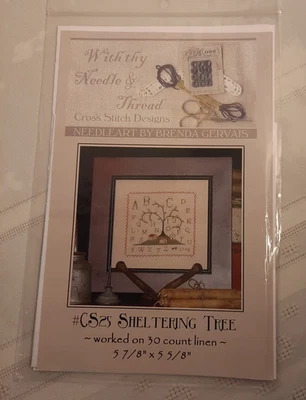 With thy
Needle &
Thread
Cross Stitch Designs
NEEDLEART BY BRENDA GERVAIS
A B C D E
#CS25 SHELTERING TREE
~ worked on 30 count linen ~
5 7/8" x 5 5/8"